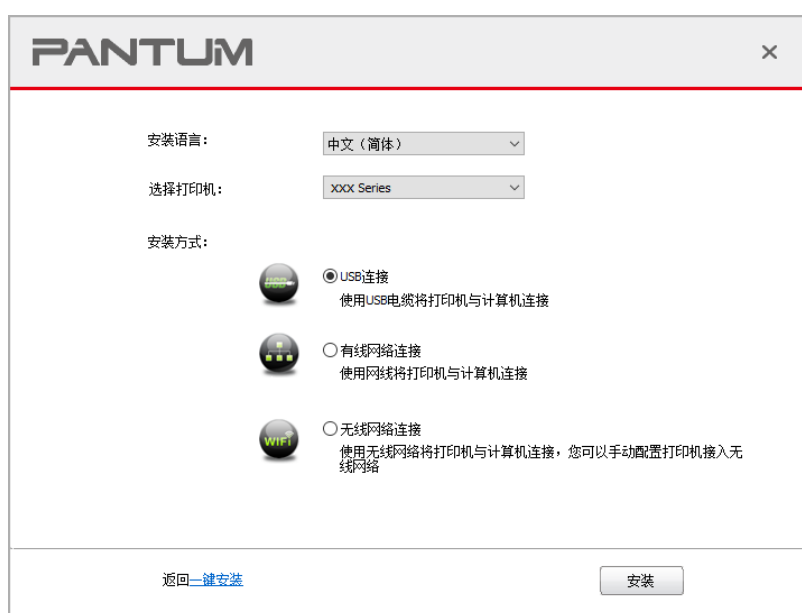 PANTUM
安装语言：
中文（简体）
选择打印机：
xxx Series
安装方式：
USB
USB连接
使用USB电缆将打印机与计算机连接
有线网络连接
使用网线将打印机与计算机连接
WIFI
无线网络连接
使用无线网络将打印机与计算机连接，您可以手动配置打印机接入无
线网络
返回一键安装
安装